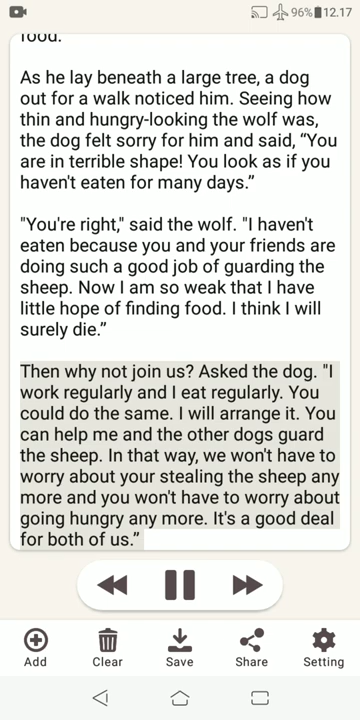 96% 12.17
food.
As he lay beneath a large tree, a dog
out for a walk noticed him. Seeing how
thin and hungry-looking the wolf was,
the dog felt sorry for him and said, “You
are in terrible shape! You look as if you
haven't eaten for many days.”
"You're right," said the wolf. "I haven't
eaten because you and your friends are
doing such a good job of guarding the
sheep. Now I am so weak that I have
little hope of finding food. I think I will
surely die.”
Then why not join us? Asked the dog. "I
work regularly and I eat regularly. You
could do the same. I will arrange it. You
can help me and the other dogs guard
the sheep. In that way, we won't have to
worry about your stealing the sheep any
more and you won't have to worry about
going hungry any more. It's a good deal
for both of us.”
Add Clear Save Share Setting